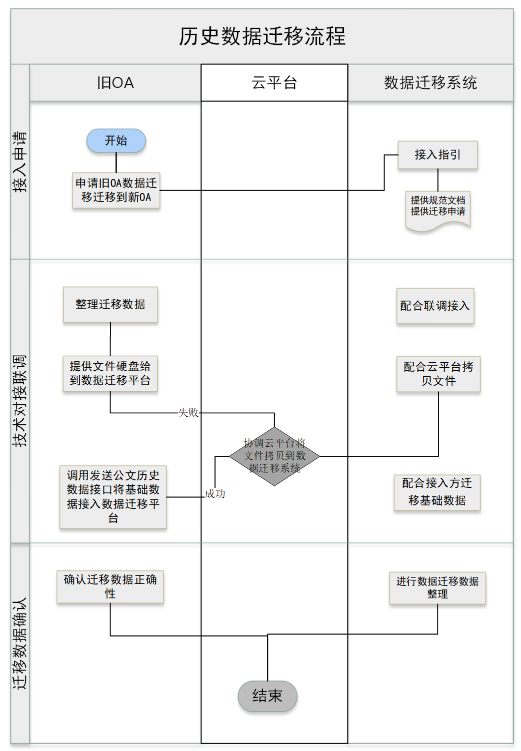 历史数据迁移流程
旧OA
云平台
数据迁移系统
接入申请
开始
申请旧OA数据迁
移迁移到新OA
接入指引
提供规范文档
提供迁移申请
技术对接联调
整理迁移数据
配合联调接入
提供文件硬盘给
到数据迁移平台
配合云平台拷
贝文件
失败
协调云平台将
文件拷贝到数
据迁移系统
成功
调用发送公文历史
数据接口将基础数
据接入数据迁移平
台
配合接入方迁
移基础数据
迁移数据确认
确认迁移数据正确
性
进行数据迁移数据
整理
结束